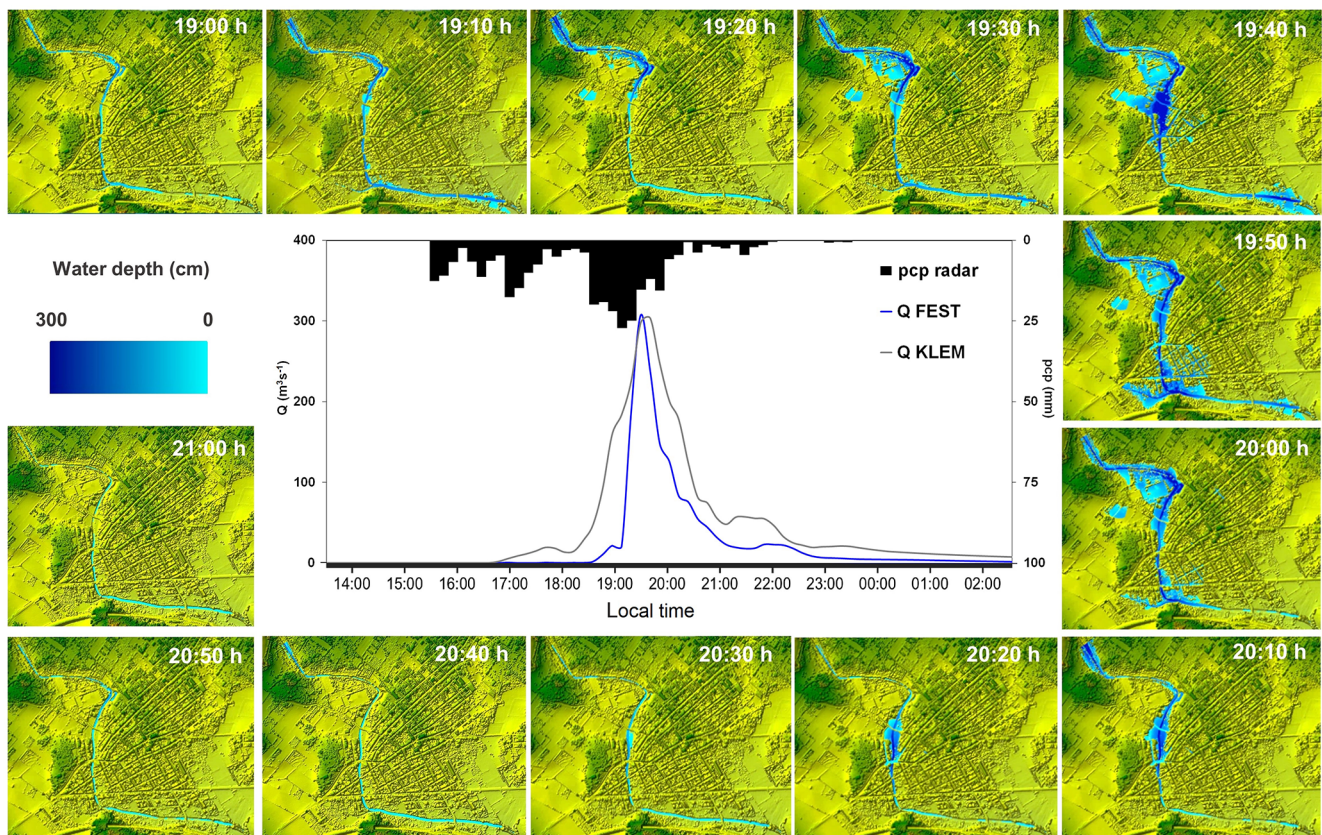 19:00 h
19:10 h
19:20 h
19:30 h
19:40 h
Water depth (cm)
300 0
400 0
pcp radar
Q FEST
Q KLEM
300 25
Q (m³s⁻¹)
pcp (mm)
200 50
100 75
0 100
14:00 15:00 16:00 17:00 18:00 19:00 20:00 21:00 22:00 23:00 00:00 01:00 02:00
Local time
19:50 h
21:00 h
20:00 h
20:50 h
20:40 h
20:30 h
20:20 h
20:10 h